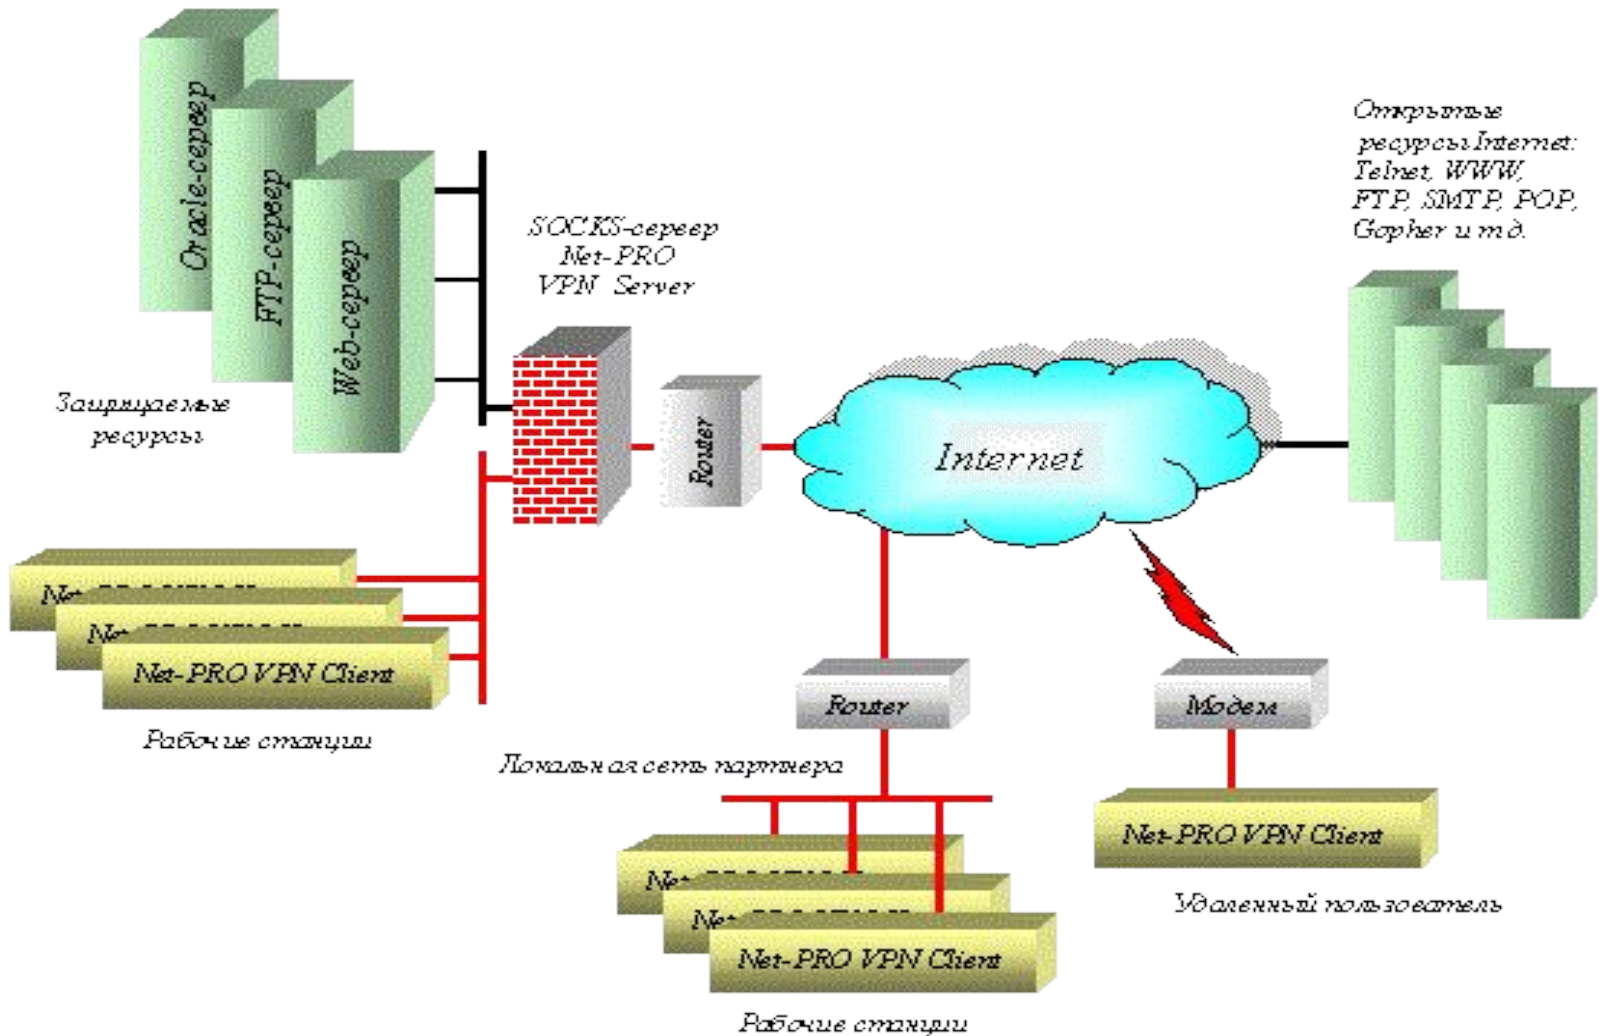 Oracle-сервер
FTP-сервер
Web-сервер
Защищаемые
ресурсы
SOCKS-сервер
Net-PRO
VPN Server
Router
Internet
Открытые
ресурсы Internet:
Telnet, WWW,
FTP, SMTP, POP,
Gopher и т.д.
Net-PRO VPN Client
Рабочие станции
Router
Модем
Локальная сеть партнера
Net-PRO VPN Client
Удаленный пользователь
Net-PRO VPN Client
Рабочие станции